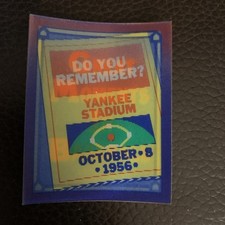 DO YOU
REMEMBER?
YANKEE
STADIUM
OCTOBER • 8
• 1956 •